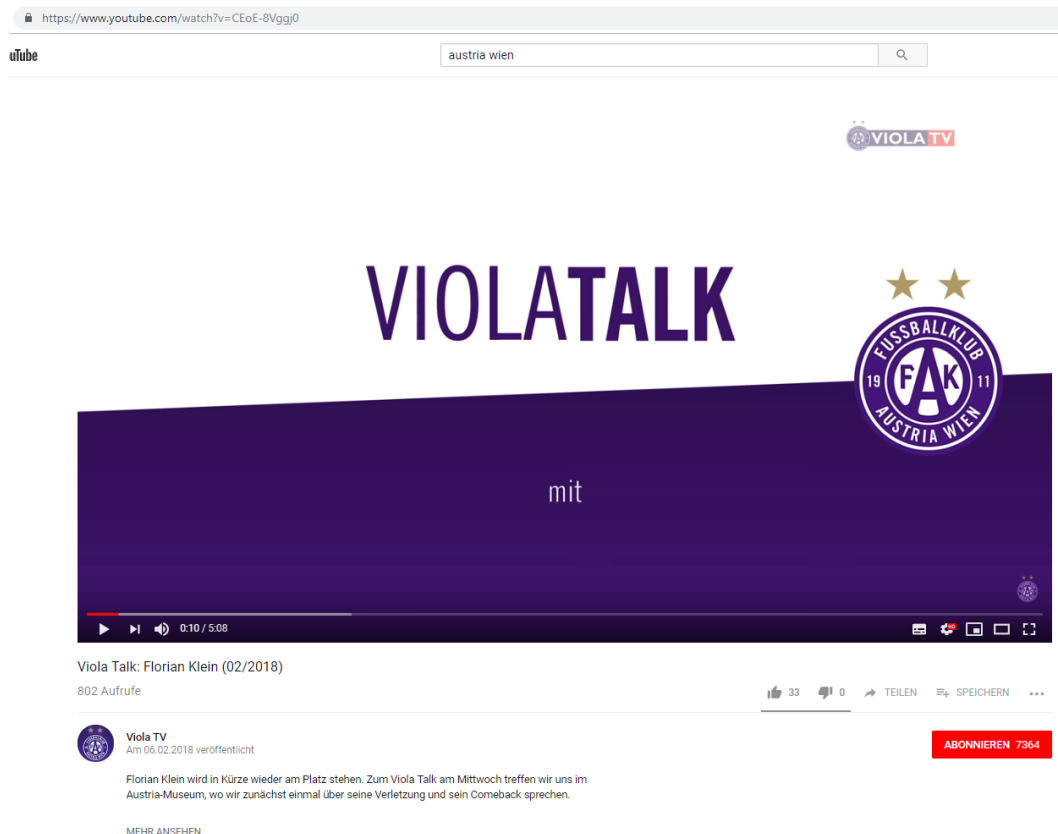 https://www.youtube.com/watch?v=CEoE-8Vggj0
uTube
austria wien
VIOLA TV
VIOLATALK
FUSSBALLKLUB
19 FAK 11
AUSTRIA WIEN
mit
0:10 / 5:08
HD
Viola Talk: Florian Klein (02/2018)
802 Aufrufe
33 0 TEILEN SPEICHERN
Viola TV
Am 06.02.2018 veröffentlicht
ABONNIEREN 7364
Florian Klein wird in Kürze wieder am Platz stehen. Zum Viola Talk am Mittwoch treffen wir uns im
Austria-Museum, wo wir zunächst einmal über seine Verletzung und sein Comeback sprechen.
MEHR ANSEHEN